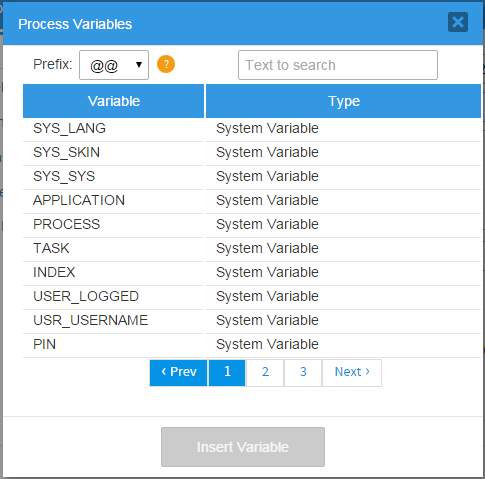 Process Variables
Prefix: @@ ? Text to search
Variable Type
SYS_LANG System Variable
SYS_SKIN System Variable
SYS_SYS System Variable
APPLICATION System Variable
PROCESS System Variable
TASK System Variable
INDEX System Variable
USER_LOGGED System Variable
USR_USERNAME System Variable
PIN System Variable
‹ Prev 1 2 3 Next ›
Insert Variable